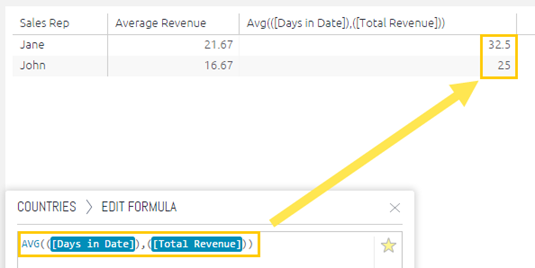 Sales Rep Average Revenue Avg(([Days in Date]),([Total Revenue]))
Jane 21.67 32.5
John 16.67 25
COUNTRIES > EDIT FORMULA
AVG(([Days in Date]),([Total Revenue]))